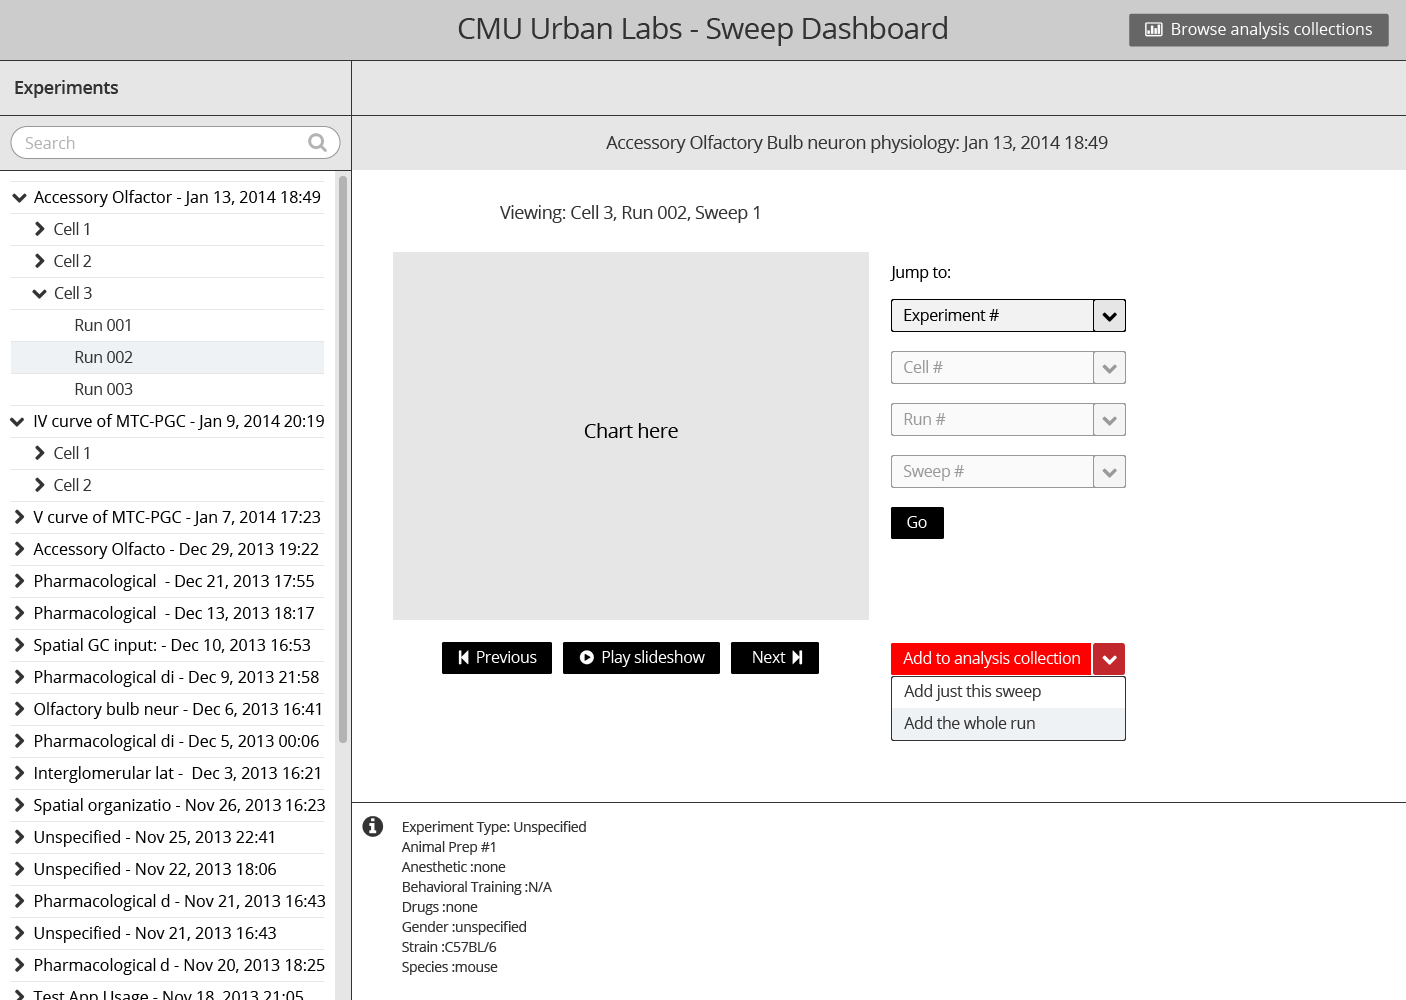 CMU Urban Labs - Sweep Dashboard
Browse analysis collections
Experiments
Search
Accessory Olfactory Bulb neuron physiology: Jan 13, 2014 18:49
Accessory Olfactor - Jan 13, 2014 18:49
Cell 1
Cell 2
Cell 3
Run 001
Run 002
Run 003
IV curve of MTC-PGC - Jan 9, 2014 20:19
Cell 1
Cell 2
V curve of MTC-PGC - Jan 7, 2014 17:23
Accessory Olfacto - Dec 29, 2013 19:22
Pharmacological - Dec 21, 2013 17:55
Pharmacological - Dec 13, 2013 18:17
Spatial GC input: - Dec 10, 2013 16:53
Pharmacological di - Dec 9, 2013 21:58
Olfactory bulb neur - Dec 6, 2013 16:41
Pharmacological di - Dec 5, 2013 00:06
Interglomerular lat - Dec 3, 2013 16:21
Spatial organizatio - Nov 26, 2013 16:23
Unspecified - Nov 25, 2013 22:41
Unspecified - Nov 22, 2013 18:06
Pharmacological d - Nov 21, 2013 16:43
Unspecified - Nov 21, 2013 16:43
Pharmacological d - Nov 20, 2013 18:25
Test App Usage - Nov 18, 2013 21:05
Viewing: Cell 3, Run 002, Sweep 1
Chart here
Previous
Play slideshow
Next
Jump to:
Experiment #
Cell #
Run #
Sweep #
Go
Add to analysis collection
Add just this sweep
Add the whole run
Experiment Type: Unspecified
Animal Prep #1
Anesthetic :none
Behavioral Training :N/A
Drugs :none
Gender :unspecified
Strain :C57BL/6
Species :mouse